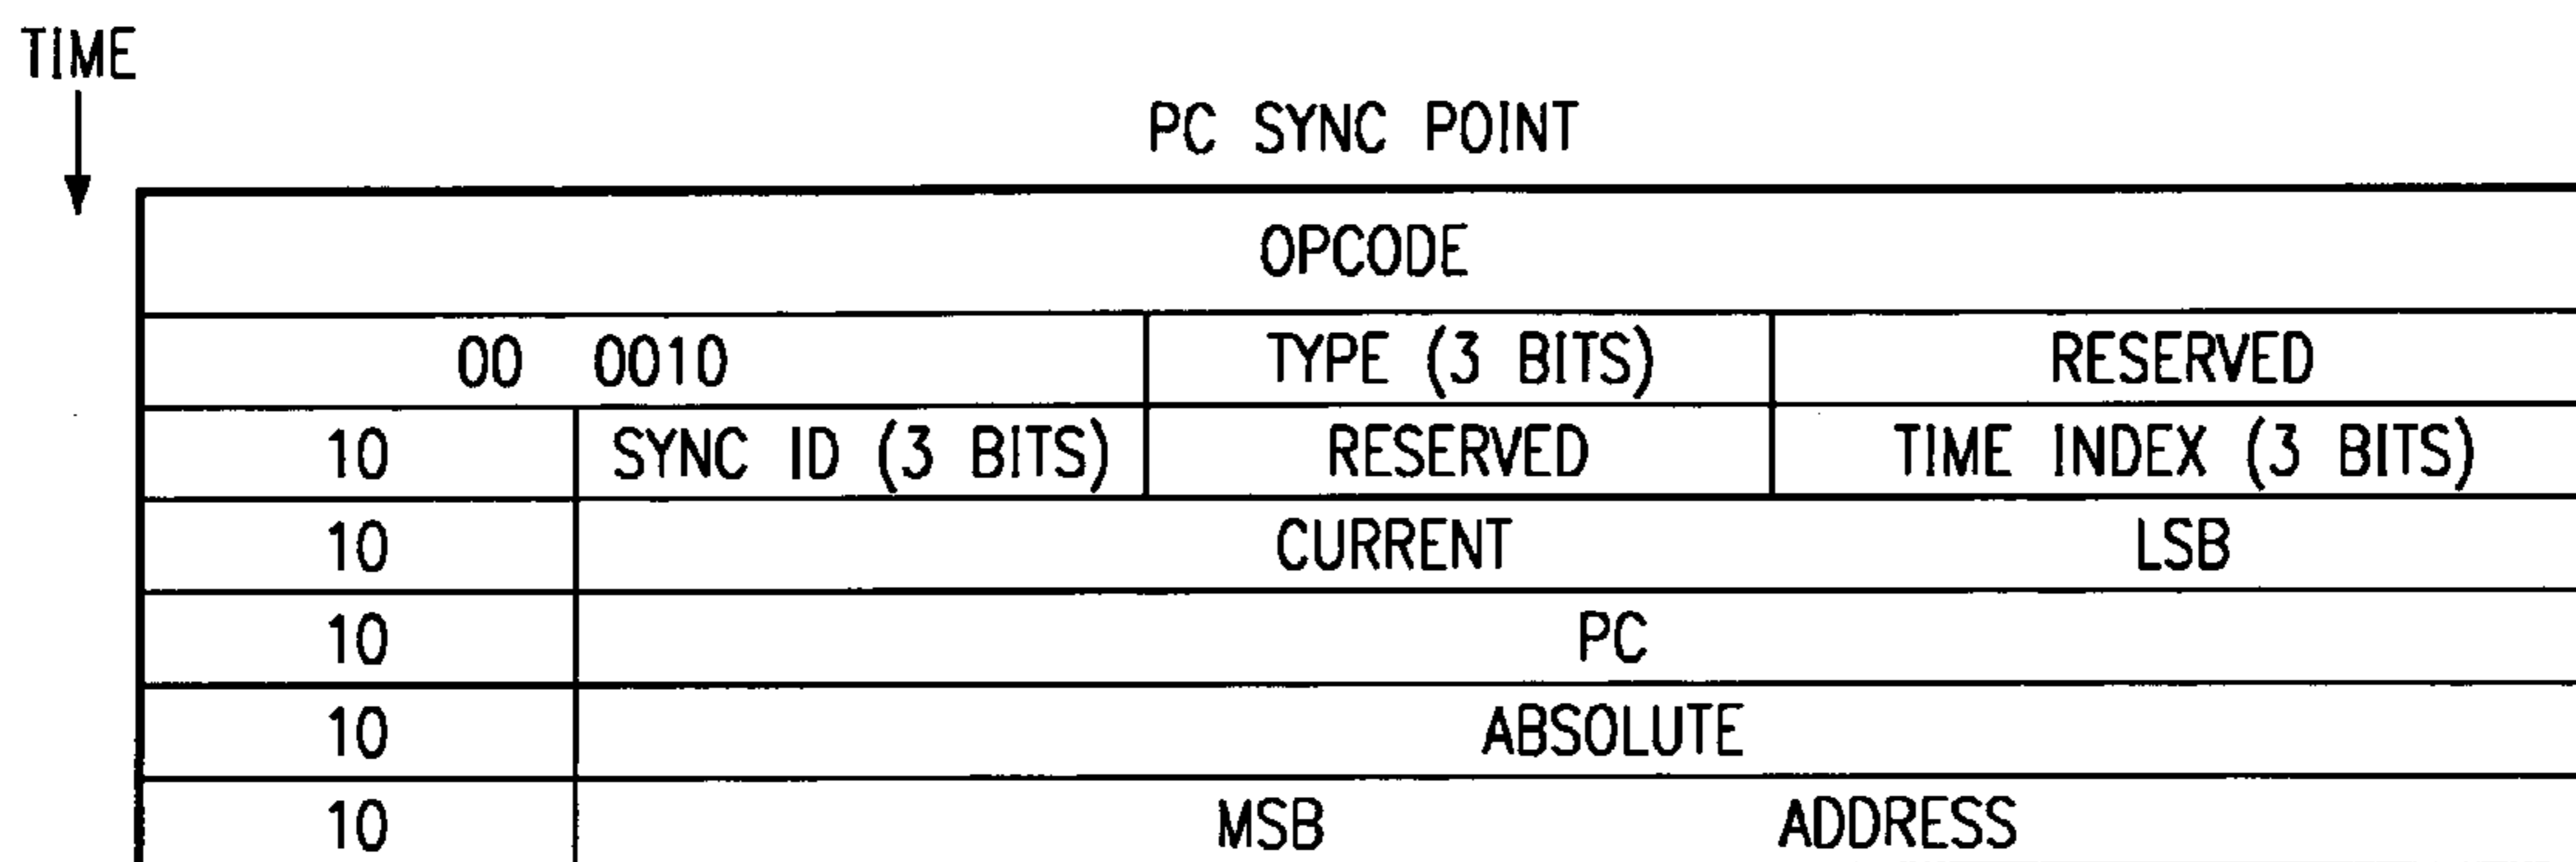 TIME
PC SYNC POINT
OPCODE
00 0010 TYPE (3 BITS) RESERVED
10 SYNC ID (3 BITS) RESERVED TIME INDEX (3 BITS)
10 CURRENT LSB
10 PC
10 ABSOLUTE
10 MSB ADDRESS